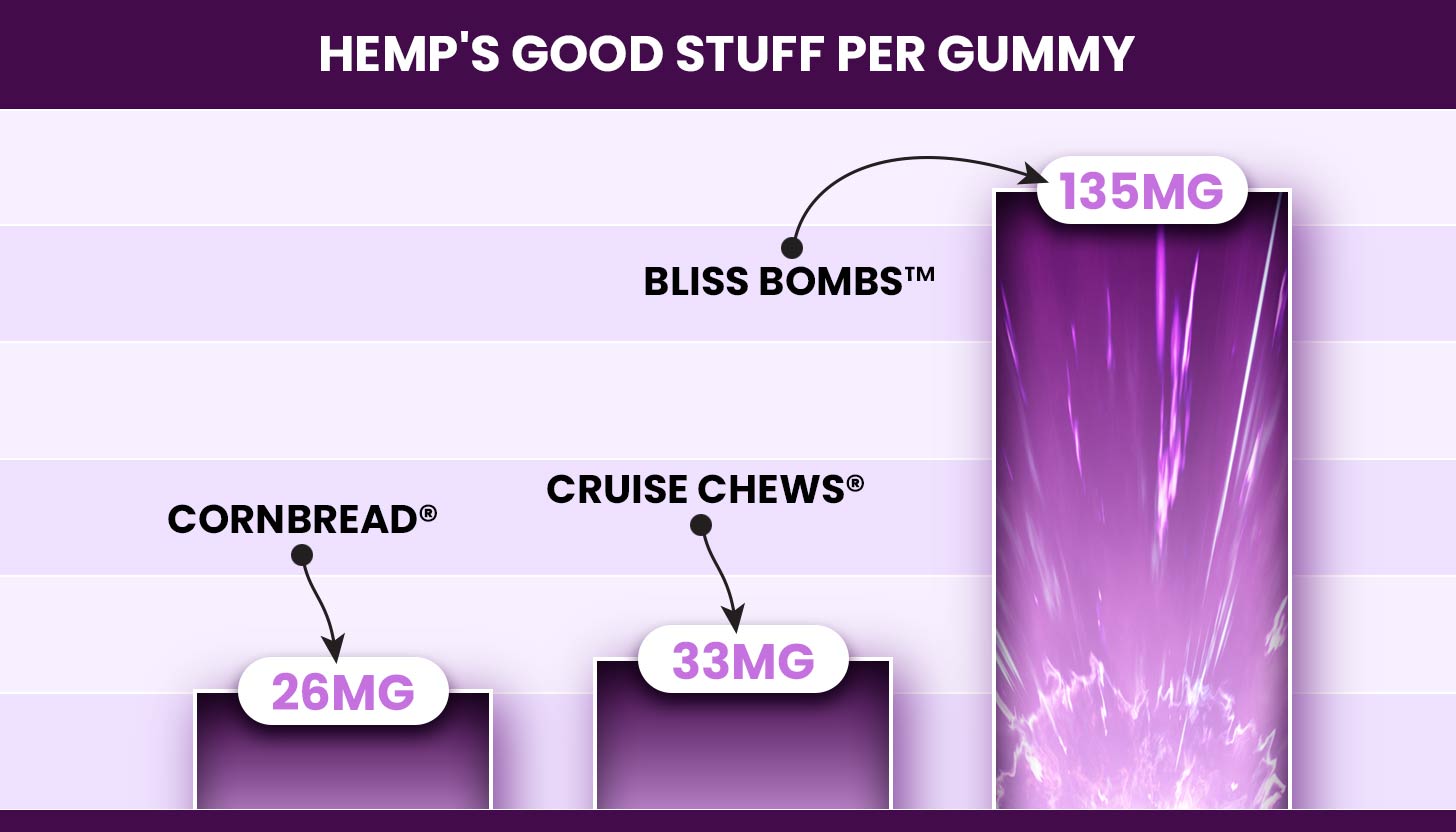 HEMP'S GOOD STUFF PER GUMMY
135MG
BLISS BOMBS™
CRUISE CHEWS®
CORNBREAD®
33MG
26MG